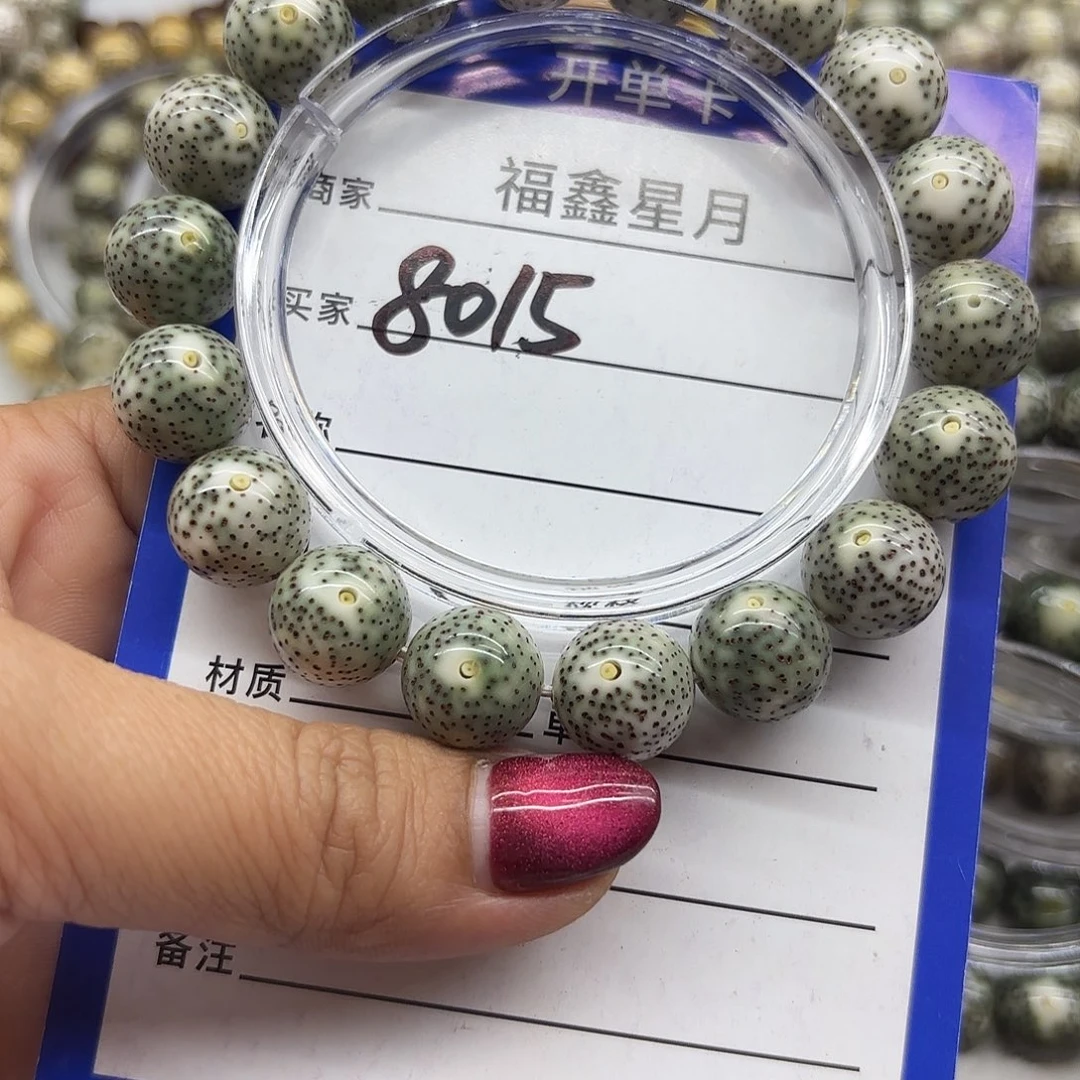 开单卡
商家 福鑫星月
买家 8015
材质
备注